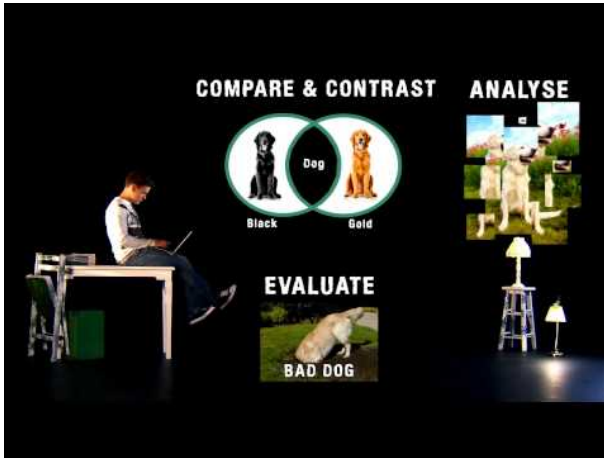 COMPARE & CONTRAST
ANALYSE
Dog
Black
Gold
EVALUATE
BAD DOG